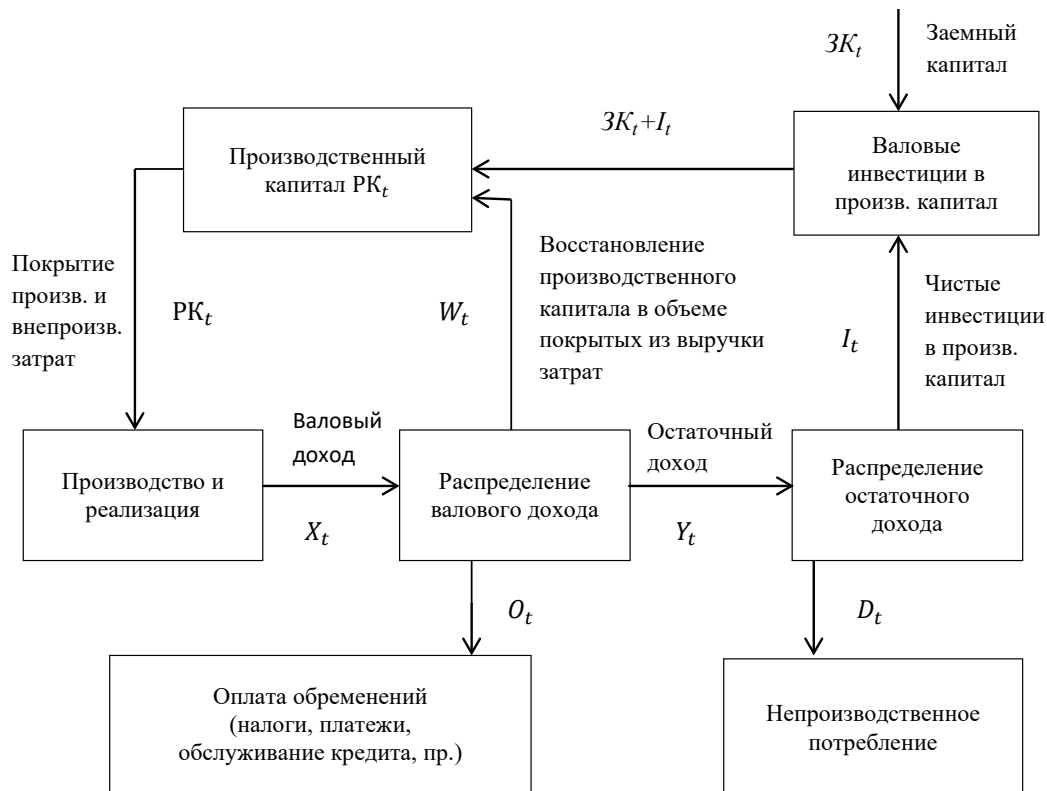 ЗК_t
Заемный
капитал
Производственный
капитал РК_t
ЗК_t+I_t
Валовые
инвестиции в
произв. капитал
Покрытие
произв. и
внепроизв.
затрат
РК_t
W_t
Восстановление
производственного
капитала в объеме
покрытых из выручки
затрат
I_t
Чистые
инвестиции
в произв.
капитал
Производство и
реализация
Валовый
доход
X_t
Распределение
валового дохода
Остаточный
доход
Y_t
Распределение
остаточного
дохода
O_t
D_t
Оплата обременений
(налоги, платежи,
обслуживание кредита, пр.)
Непроизводственное
потребление